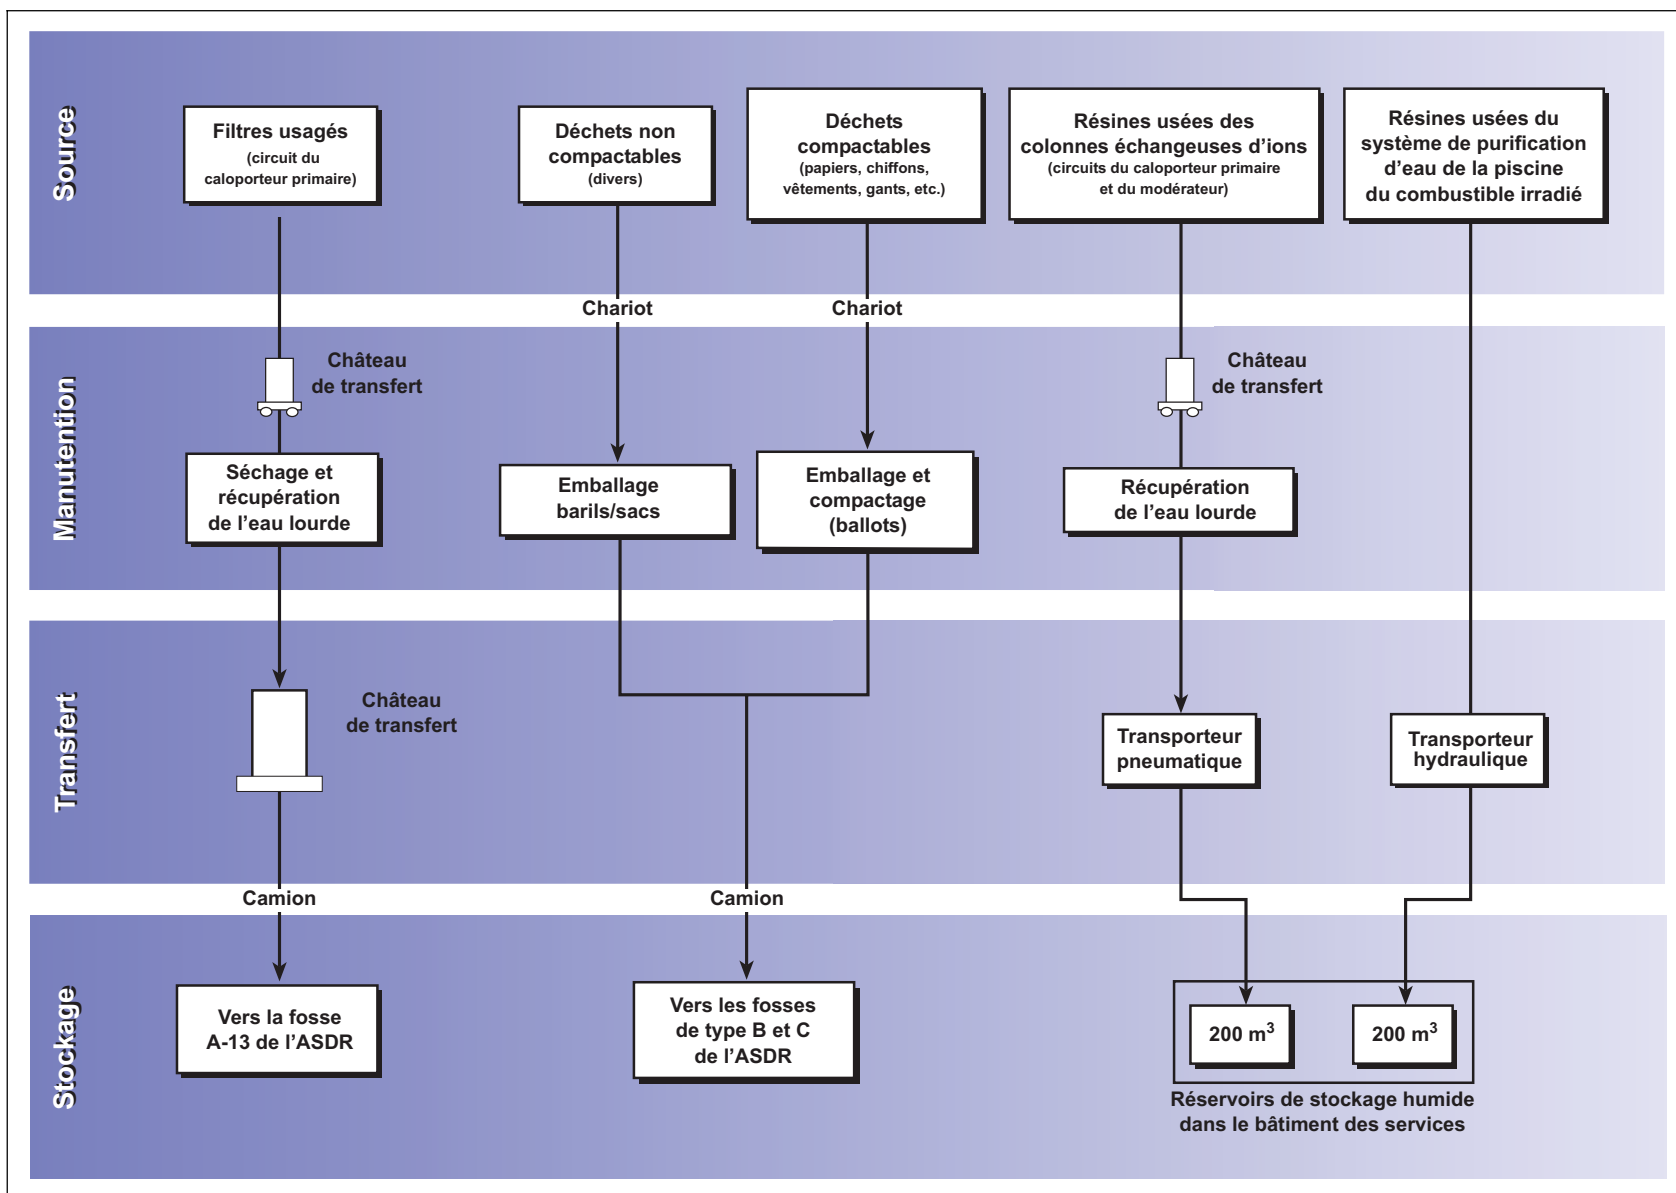 Source
Filtres usagés
(circuit du
caloporteur primaire)
Déchets non
compactables
(divers)
Déchets
compactables
(papiers, chiffons,
vêtements, gants, etc.)
Résines usées des
colonnes échangeuses d'ions
(circuits du caloporteur primaire
et du modérateur)
Résines usées du
système de purification
d'eau de la piscine
du combustible irradié
Chariot
Chariot
Manutention
Château
de transfert
Château
de transfert
Séchage et
récupération
de l'eau lourde
Emballage
barils/sacs
Emballage et
compactage
(ballots)
Récupération
de l'eau lourde
Transfert
Château
de transfert
Transporteur
pneumatique
Transporteur
hydraulique
Camion
Camion
Stockage
Vers la fosse
A-13 de l'ASDR
Vers les fosses
de type B et C
de l'ASDR
200 m³
200 m³
Réservoirs de stockage humide
dans le bâtiment des services